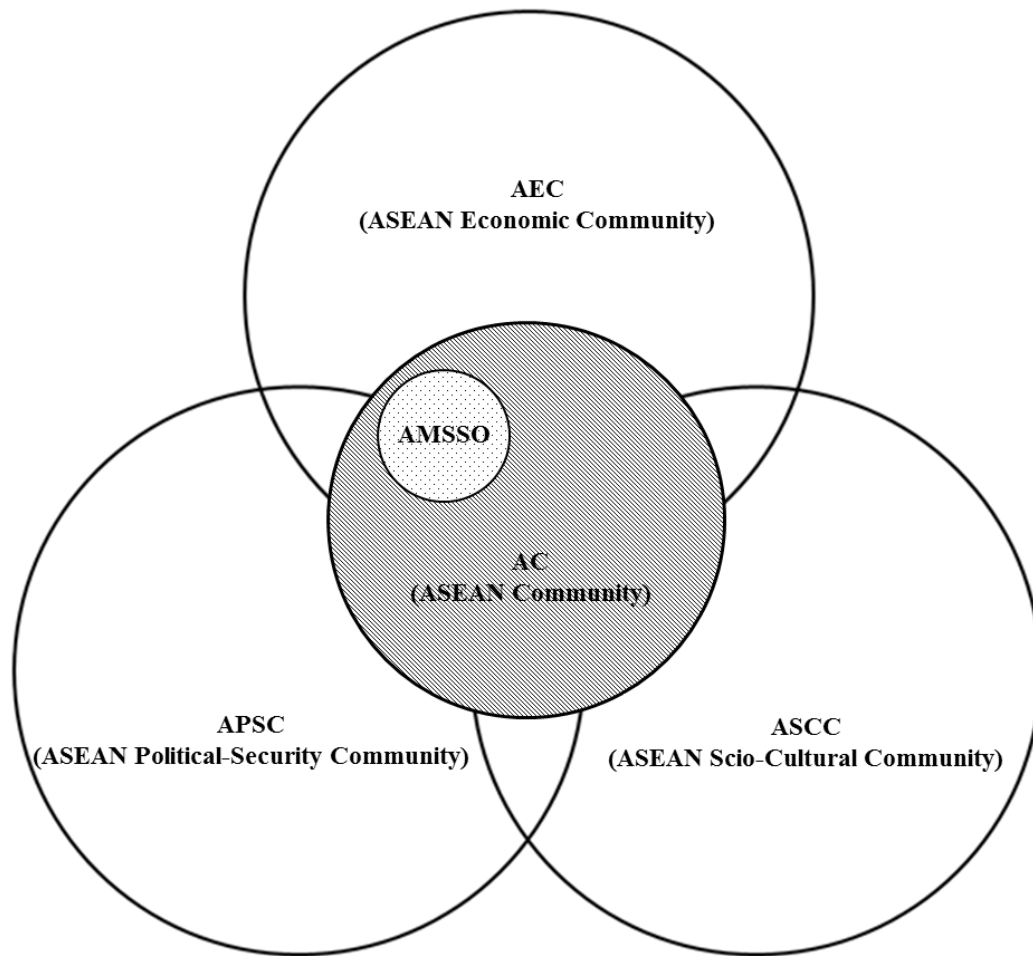 AEC
(ASEAN Economic Community)
AMSSO
AC
(ASEAN Community)
APSC
(ASEAN Political-Security Community)
ASCC
(ASEAN Scio-Cultural Community)